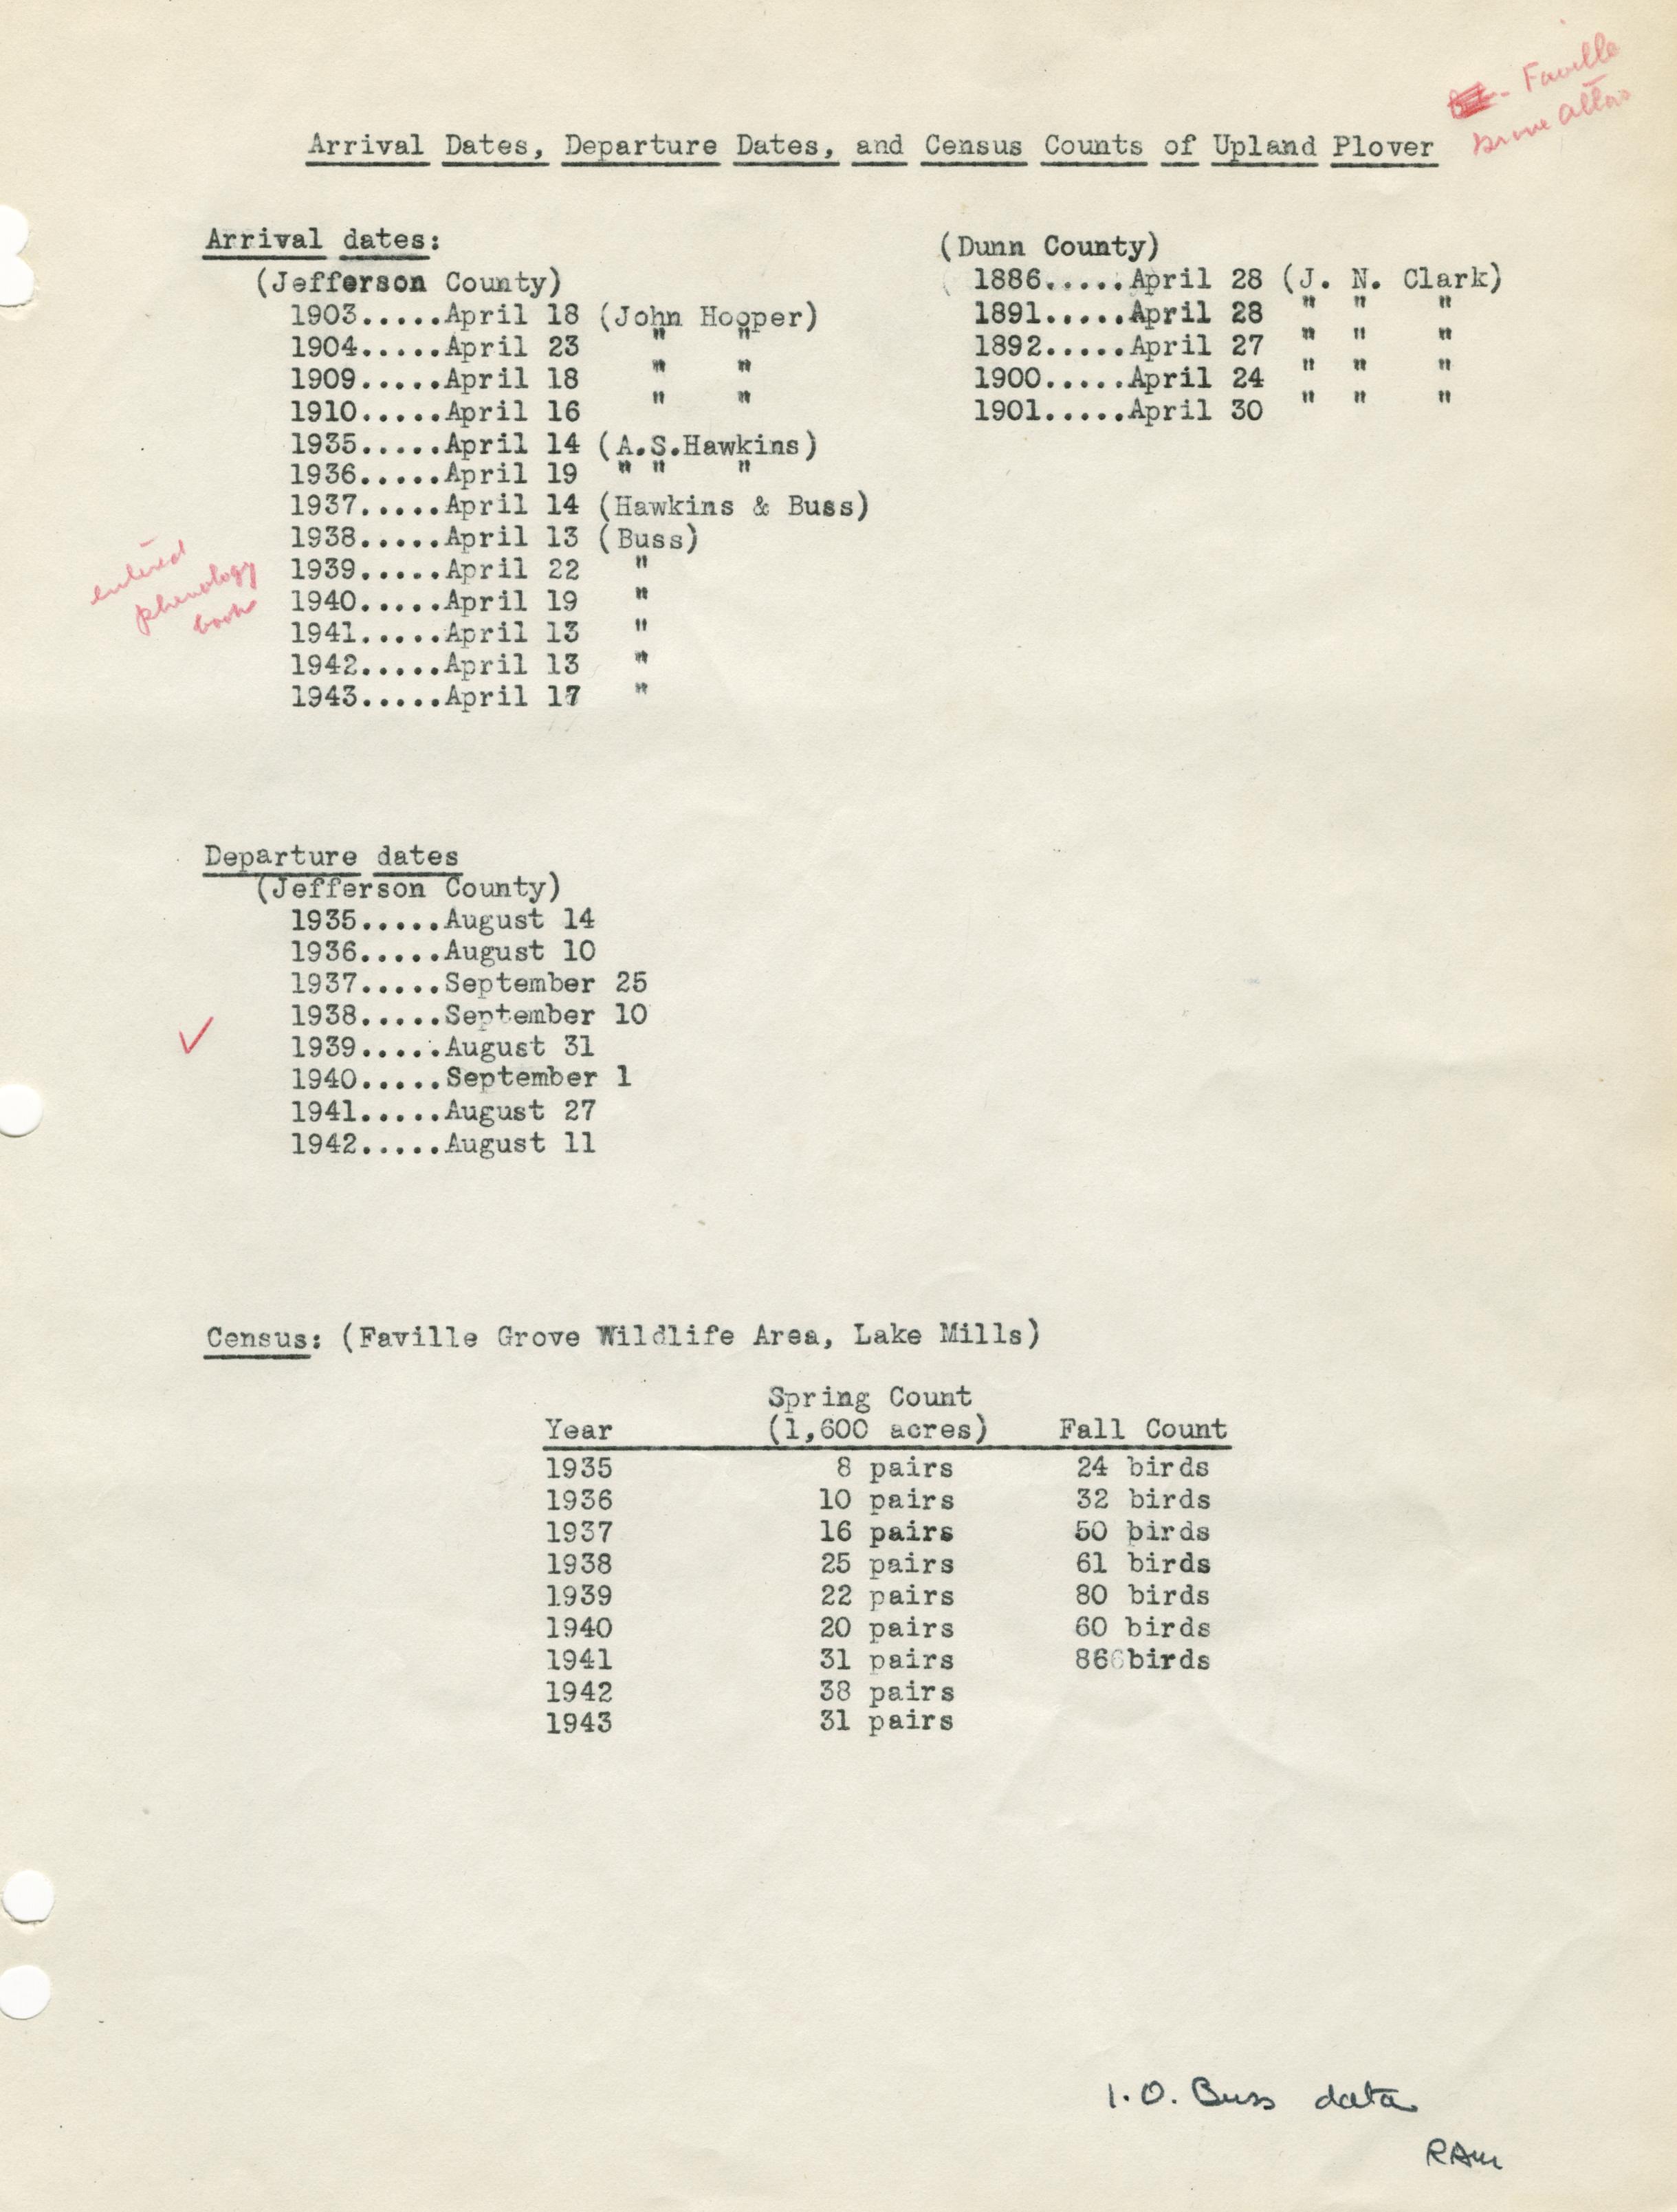 Faville
Arrival Dates, Departure Dates, and Census Counts of Upland Plover
Arrival dates:
(Jefferson County)
1903.....April 18 (John Hooper)
1904.....April 23 " "
1909.....April 18 " "
1910.....April 16 " "
1935.....April 14 (A.S.Hawkins)
1936.....April 19 " " "
1937.....April 14 (Hawkins & Buss)
1938.....April 13 (Buss)
1939.....April 22 "
1940.....April 19 "
1941.....April 13 "
1942.....April 13 "
1943.....April 17 "
entered
phenology
book
(Dunn County)
1886.....April 28 (J. N. Clark)
1891.....April 28 " " "
1892.....April 27 " " "
1900.....April 24 " " "
1901.....April 30 " " "
Departure dates
(Jefferson County)
1935.....August 14
1936.....August 10
1937.....September 25
1938.....September 10
1939.....August 31
1940.....September 1
1941.....August 27
1942.....August 11
Census: (Faville Grove Wildlife Area, Lake Mills)
Spring Count
Year (1,600 acres) Fall Count
1935 8 pairs 24 birds
1936 10 pairs 32 birds
1937 16 pairs 50 birds
1938 25 pairs 61 birds
1939 22 pairs 80 birds
1940 20 pairs 60 birds
1941 31 pairs 86 birds
1942 38 pairs
1943 31 pairs
I.O. Buss data
RAM